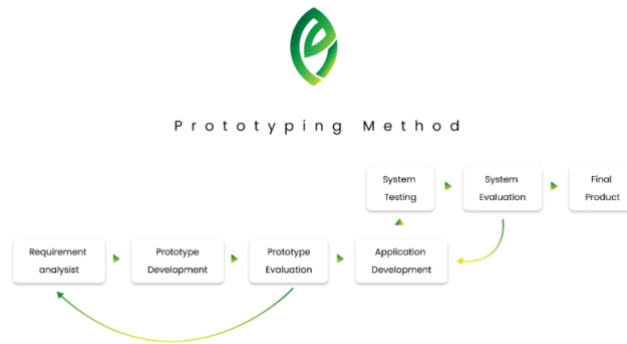 Prototyping Method
System
Testing
System
Evaluation
Final
Product
Requirement
analysist
Prototype
Development
Prototype
Evaluation
Application
Development